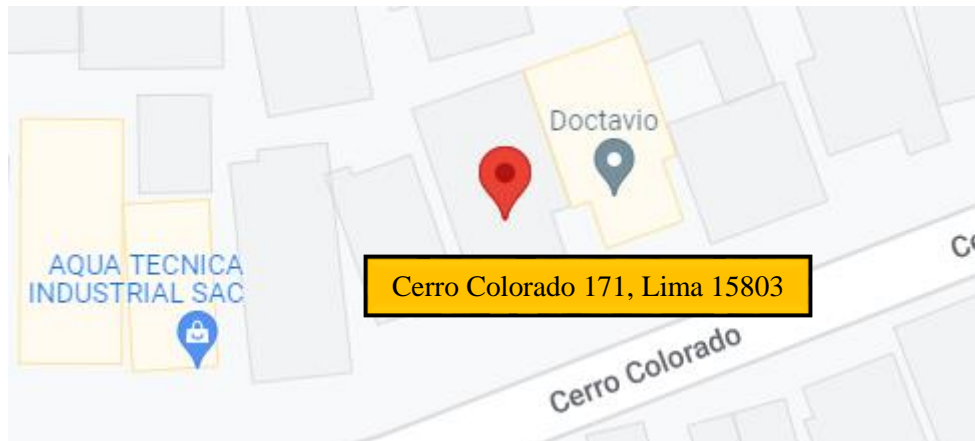 Doctavio
AQUA TECNICA
INDUSTRIAL SAC
Cerro Colorado 171, Lima 15803
Cerro Colorado